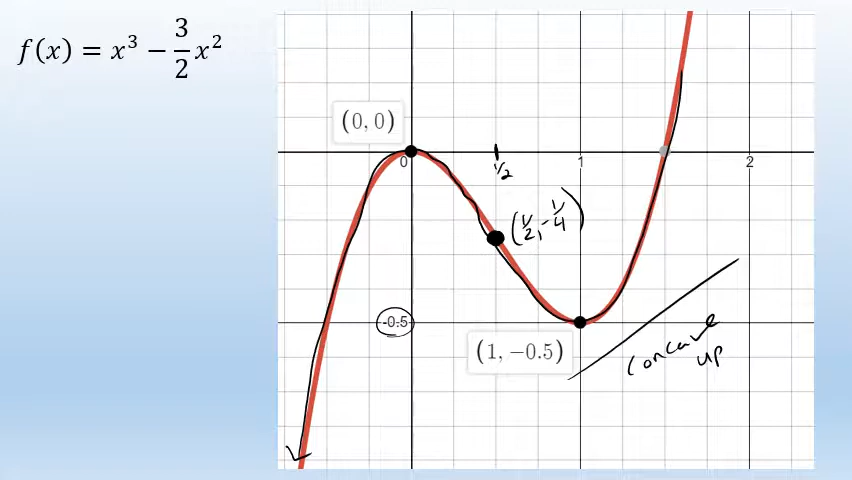 f(x) = x³ − 3/2 x²
(0, 0)
0
1/2
1
2
(1/2, -1/4)
-0.5
(1, −0.5)
concave
up